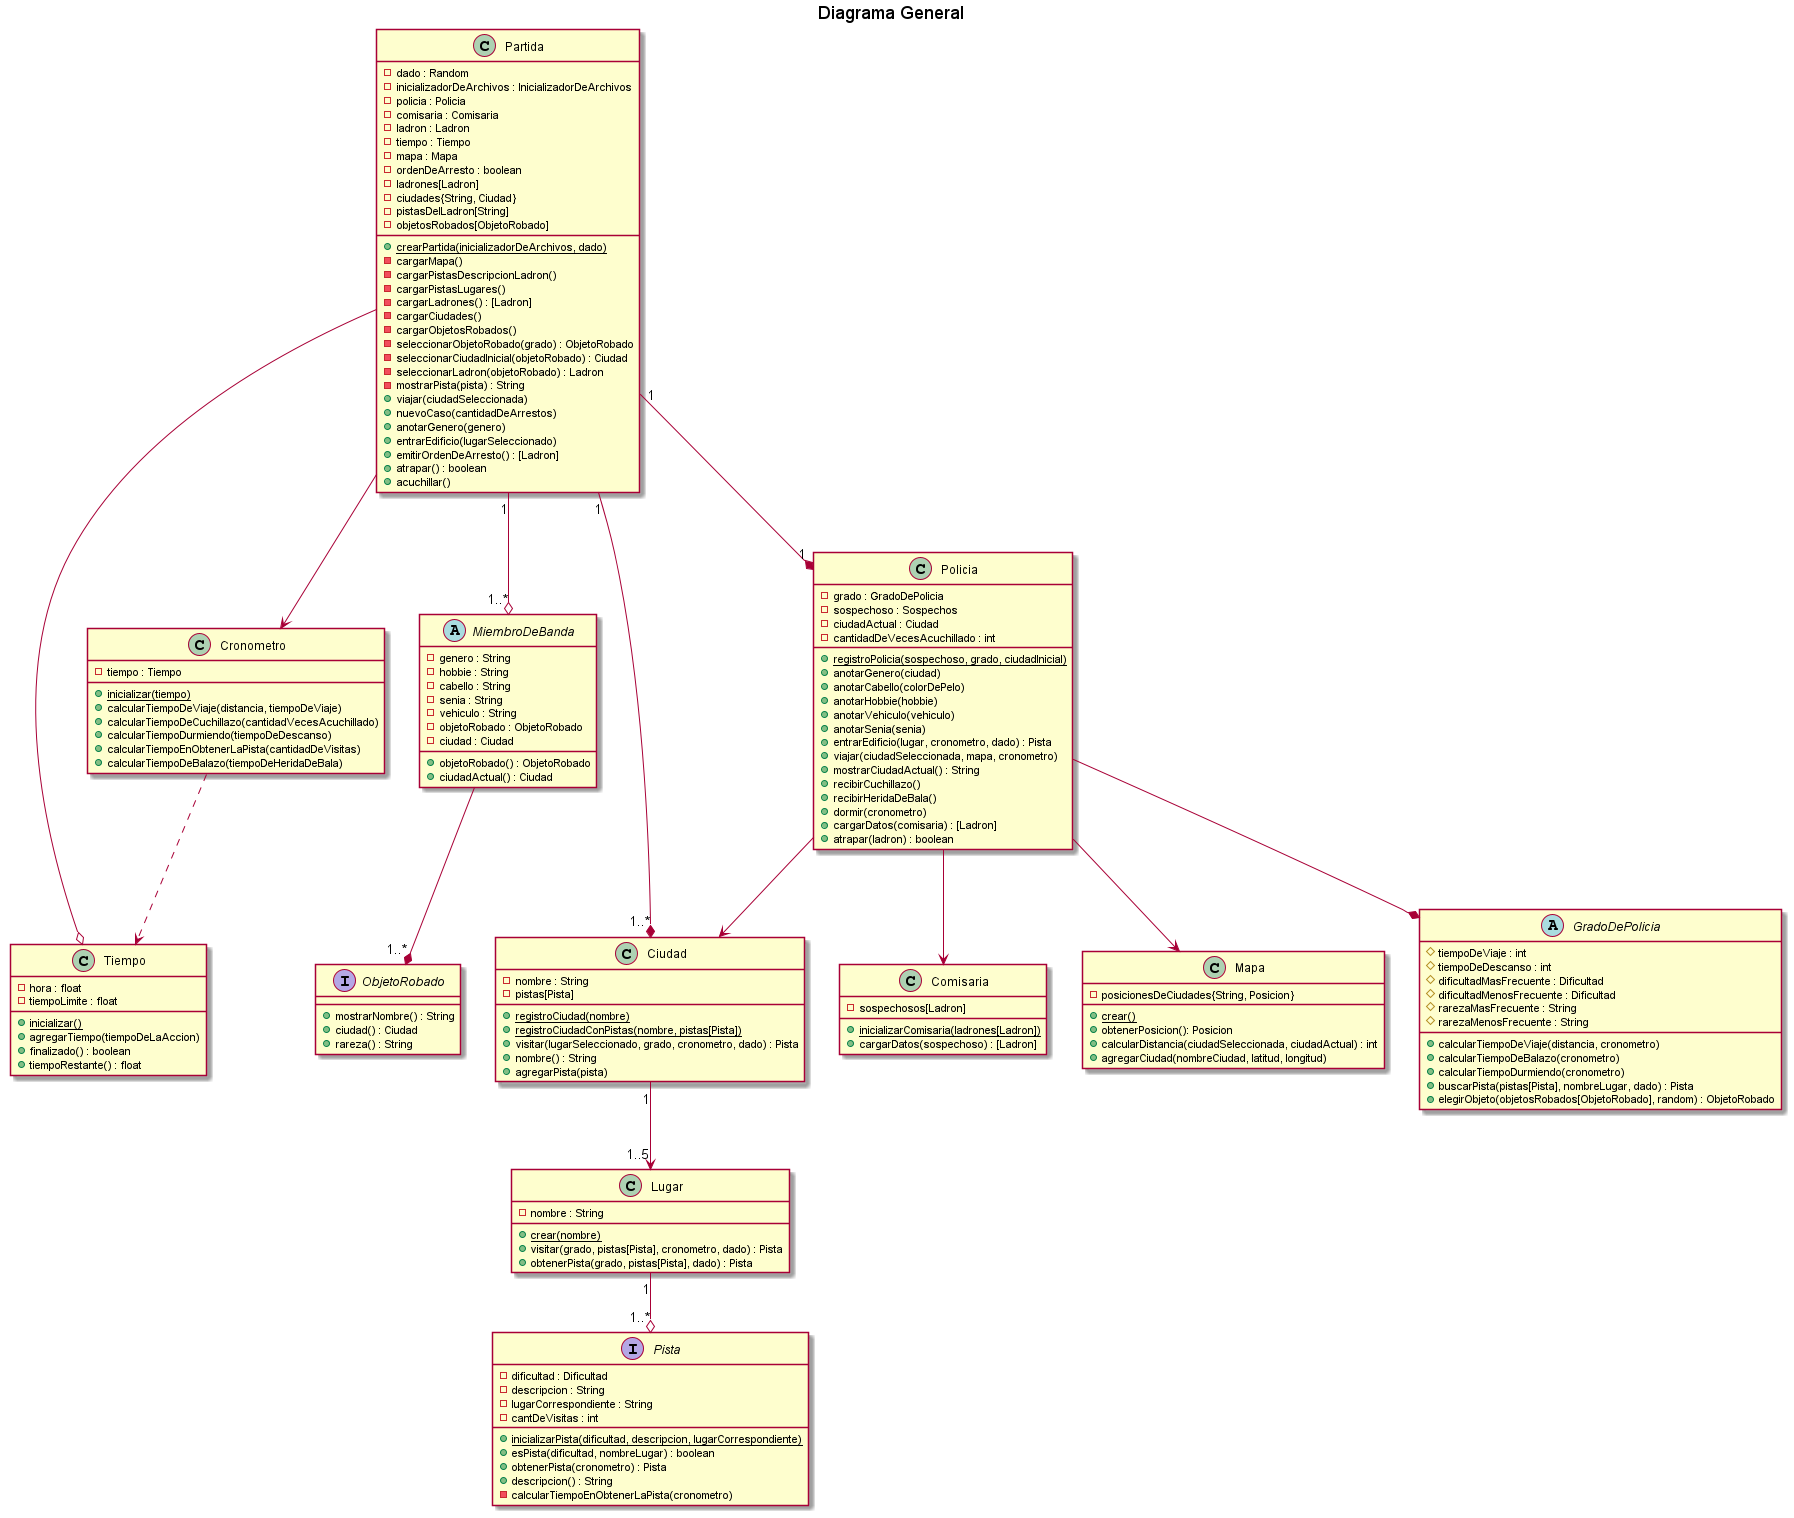 Diagrama General
C Partida
dado : Random
inicializadorDeArchivos : InicializadorDeArchivos
policia : Policia
comisaria : Comisaria
ladron : Ladron
tiempo : Tiempo
mapa : Mapa
ordenDeArresto : boolean
ladrones[Ladron]
ciudades{String, Ciudad}
pistasDelLadron[String]
objetosRobados[ObjetoRobado]
crearPartida(inicializadorDeArchivos, dado)
cargarMapa()
cargarPistasDescripcionLadron()
cargarPistasLugares()
cargarLadrones() : [Ladron]
cargarCiudades()
cargarObjetosRobados()
seleccionarObjetoRobado(grado) : ObjetoRobado
seleccionarCiudadInicial(objetoRobado) : Ciudad
seleccionarLadron(objetoRobado) : Ladron
mostrarPista(pista) : String
viajar(ciudadSeleccionada)
nuevoCaso(cantidadDeArrestos)
anotarGenero(genero)
entrarEdificio(lugarSeleccionado)
emitirOrdenDeArresto() : [Ladron]
atrapar() : boolean
acuchillar()
1
1
1
1
1..*
1..*
C Policia
grado : GradoDePolicia
sospechoso : Sospechos
ciudadActual : Ciudad
cantidadDeVecesAcuchillado : int
registroPolicia(sospechoso, grado, ciudadInicial)
anotarGenero(ciudad)
anotarCabello(colorDePelo)
anotarHobbie(hobbie)
anotarVehiculo(vehiculo)
anotarSenia(senia)
entrarEdificio(lugar, cronometro, dado) : Pista
viajar(ciudadSeleccionada, mapa, cronometro)
mostrarCiudadActual() : String
recibirCuchillazo()
recibirHeridaDeBala()
dormir(cronometro)
cargarDatos(comisaria) : [Ladron]
atrapar(ladron) : boolean
C Cronometro
tiempo : Tiempo
inicializar(tiempo)
calcularTiempoDeViaje(distancia, tiempoDeViaje)
calcularTiempoDeCuchillazo(cantidadVecesAcuchillado)
calcularTiempoDurmiendo(tiempoDeDescanso)
calcularTiempoEnObtenerLaPista(cantidadDeVisitas)
calcularTiempoDeBalazo(tiempoDeHeridaDeBala)
A MiembroDeBanda
genero : String
hobbie : String
cabello : String
senia : String
vehiculo : String
objetoRobado : ObjetoRobado
ciudad : Ciudad
objetoRobado() : ObjetoRobado
ciudadActual() : Ciudad
1..*
C Tiempo
hora : float
tiempoLimite : float
inicializar()
agregarTiempo(tiempoDeLaAccion)
finalizado() : boolean
tiempoRestante() : float
I ObjetoRobado
mostrarNombre() : String
ciudad() : Ciudad
rareza() : String
C Ciudad
nombre : String
pistas[Pista]
registroCiudad(nombre)
registroCiudadConPistas(nombre, pistas[Pista])
visitar(lugarSeleccionado, grado, cronometro, dado) : Pista
nombre() : String
agregarPista(pista)
C Comisaria
sospechosos[Ladron]
inicializarComisaria(ladrones[Ladron])
cargarDatos(sospechoso) : [Ladron]
C Mapa
posicionesDeCiudades{String, Posicion}
crear()
obtenerPosicion(): Posicion
calcularDistancia(ciudadSeleccionada, ciudadActual) : int
agregarCiudad(nombreCiudad, latitud, longitud)
A GradoDePolicia
tiempoDeViaje : int
tiempoDeDescanso : int
dificultadMasFrecuente : Dificultad
dificultadMenosFrecuente : Dificultad
rarezaMasFrecuente : String
rarezaMenosFrecuente : String
calcularTiempoDeViaje(distancia, cronometro)
calcularTiempoDeBalazo(cronometro)
calcularTiempoDurmiendo(cronometro)
buscarPista(pistas[Pista], nombreLugar, dado) : Pista
elegirObjeto(objetosRobados[ObjetoRobado], random) : ObjetoRobado
1
1..5
C Lugar
nombre : String
crear(nombre)
visitar(grado, pistas[Pista], cronometro, dado) : Pista
obtenerPista(grado, pistas[Pista], dado) : Pista
1
1..*
I Pista
dificultad : Dificultad
descripcion : String
lugarCorrespondiente : String
cantDeVisitas : int
inicializarPista(dificultad, descripcion, lugarCorrespondiente)
esPista(dificultad, nombreLugar) : boolean
obtenerPista(cronometro) : Pista
descripcion() : String
calcularTiempoEnObtenerLaPista(cronometro)